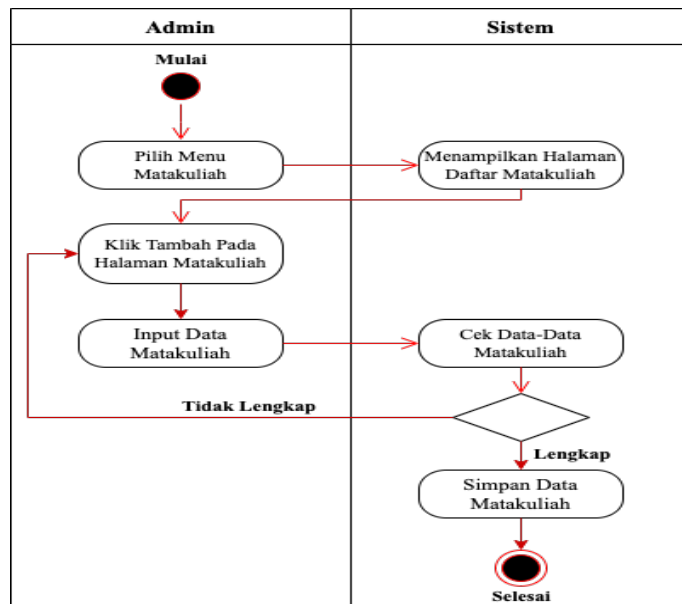 Admin
Sistem
Mulai
Pilih Menu
Matakuliah
Menampilkan Halaman
Daftar Matakuliah
Klik Tambah Pada
Halaman Matakuliah
Input Data
Matakuliah
Cek Data-Data
Matakuliah
Tidak Lengkap
Lengkap
Simpan Data
Matakuliah
Selesai